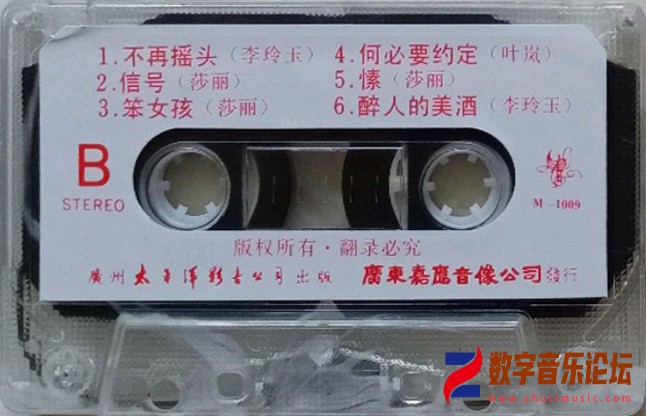 1.不再摇头(李玲玉) 4.何必要约定(叶岚)
2.信号(莎丽) 5.愫(莎丽)
3.笨女孩(莎丽) 6.醉人的美酒(李玲玉)
B
STEREO
M-1009
版权所有·翻录必究
廣州太平洋影音公司出版 廣東嘉應音像公司發行
数字音乐论坛
www.shuzimusic.com